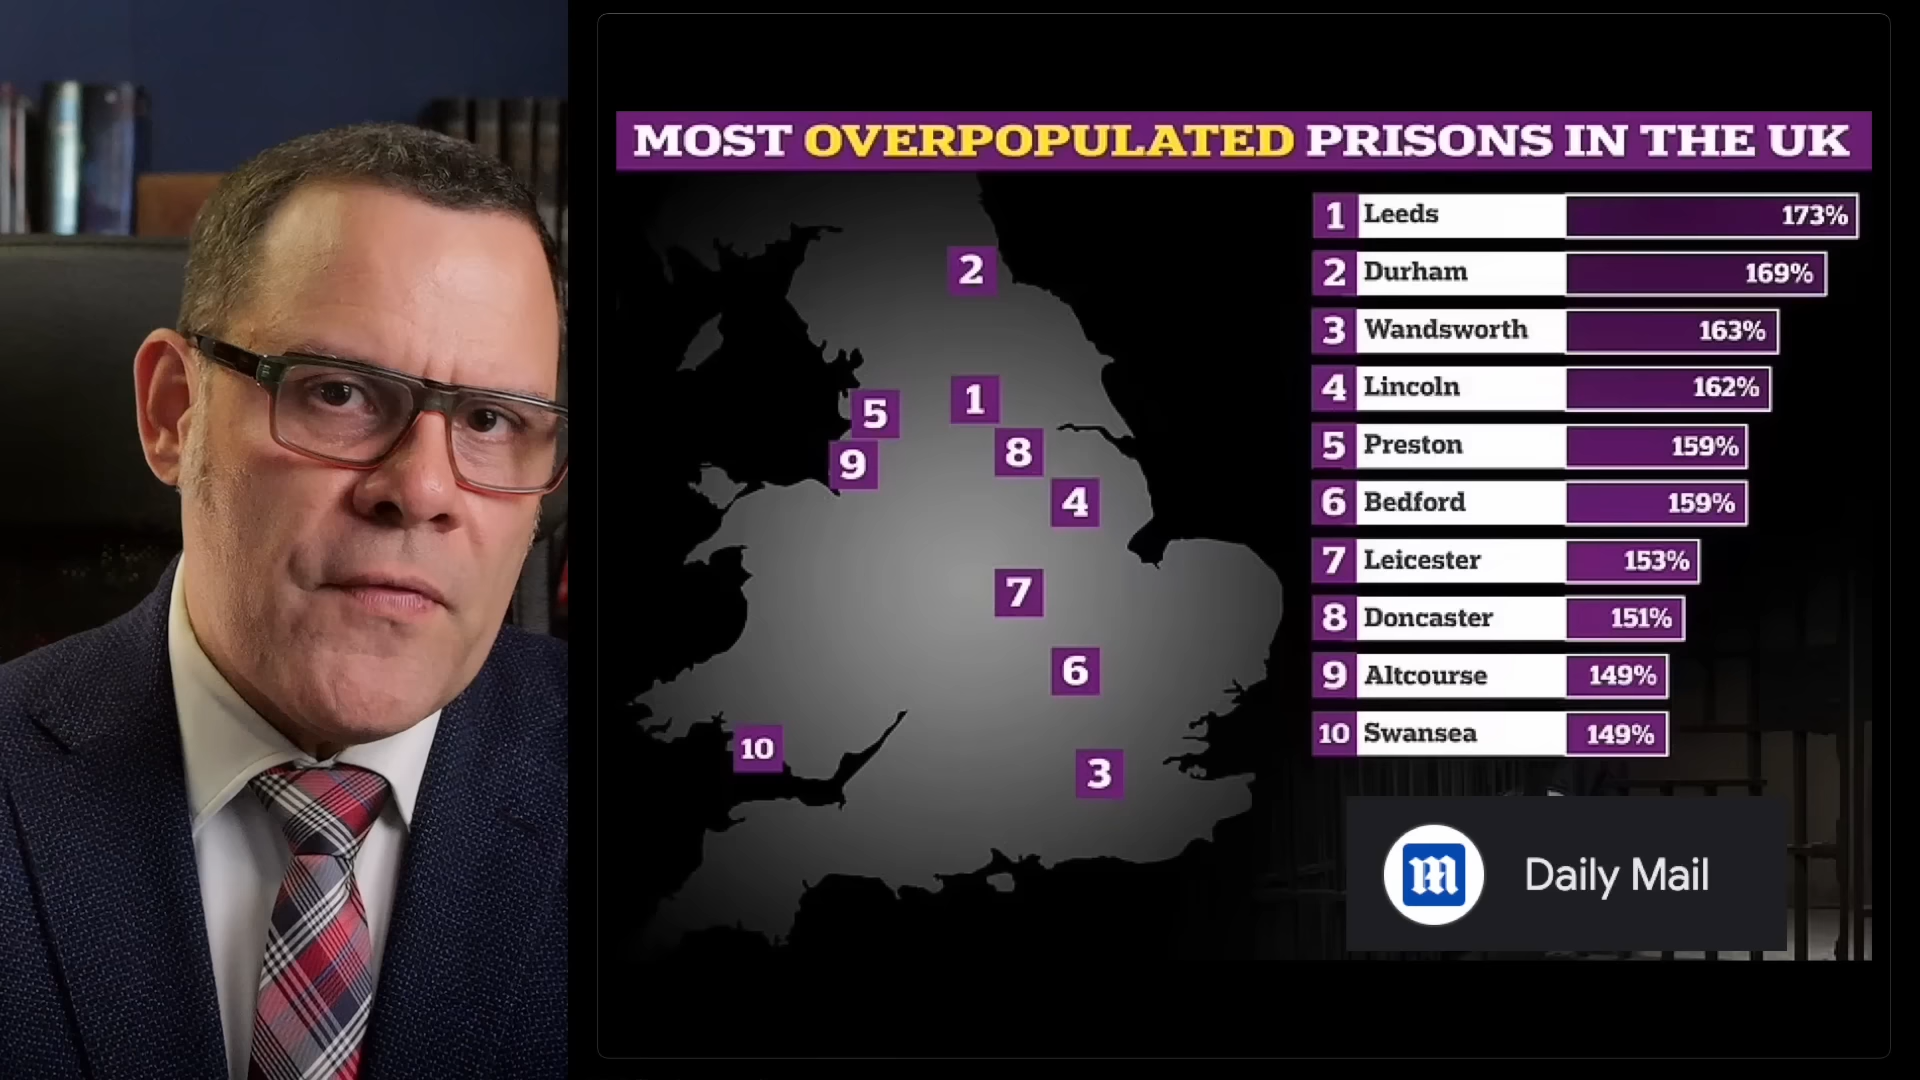 MOST OVERPOPULATED PRISONS IN THE UK
1 Leeds 173%
2 Durham 169%
3 Wandsworth 163%
4 Lincoln 162%
5 Preston 159%
6 Bedford 159%
7 Leicester 153%
8 Doncaster 151%
9 Altcourse 149%
10 Swansea 149%
2
1
5
8
9
4
7
6
10
3
m Daily Mail